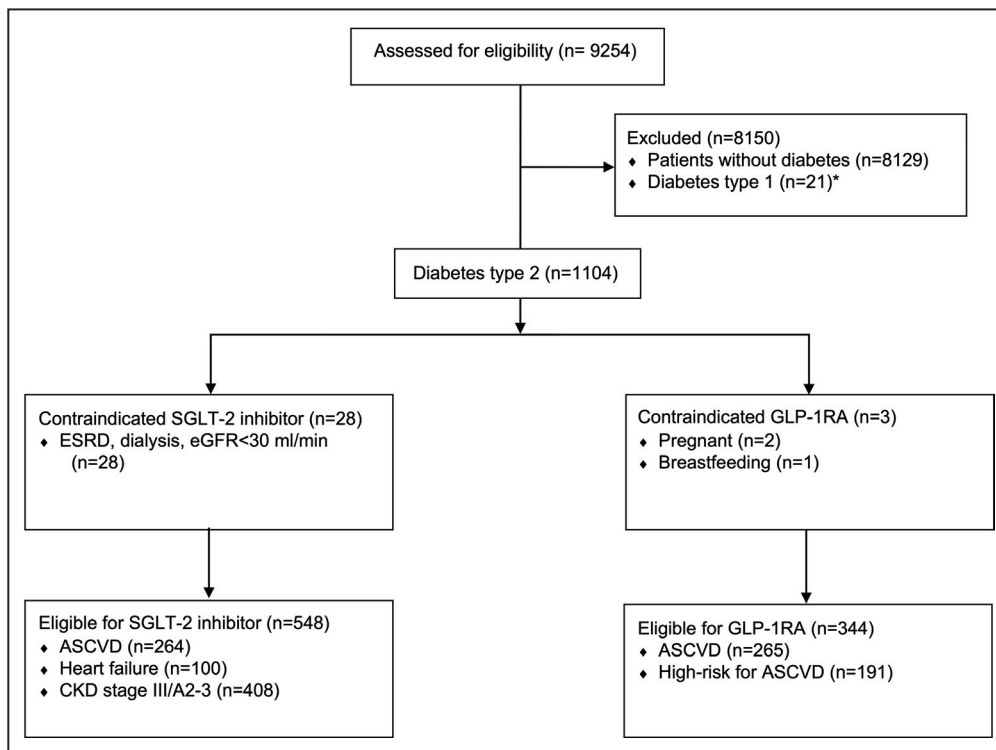 Assessed for eligibility (n= 9254)
Excluded (n=8150)
♦ Patients without diabetes (n=8129)
♦ Diabetes type 1 (n=21)*
Diabetes type 2 (n=1104)
Contraindicated SGLT-2 inhibitor (n=28)
♦ ESRD, dialysis, eGFR<30 ml/min
(n=28)
Contraindicated GLP-1RA (n=3)
♦ Pregnant (n=2)
♦ Breastfeeding (n=1)
Eligible for SGLT-2 inhibitor (n=548)
♦ ASCVD (n=264)
♦ Heart failure (n=100)
♦ CKD stage III/A2-3 (n=408)
Eligible for GLP-1RA (n=344)
♦ ASCVD (n=265)
♦ High-risk for ASCVD (n=191)